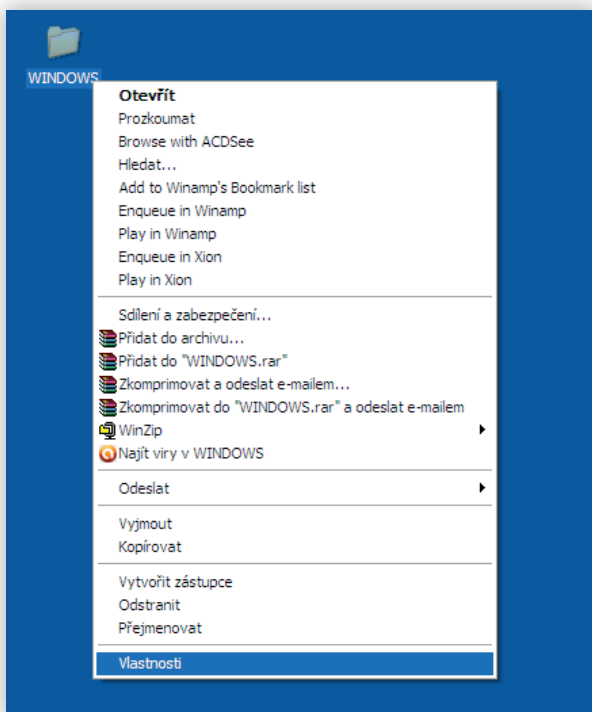 WINDOWS
Otevřít
Prozkoumat
Browse with ACDSee
Hledat...
Add to Winamp's Bookmark list
Enqueue in Winamp
Play in Winamp
Enqueue in Xion
Play in Xion
Sdílení a zabezpečení...
Přidat do archivu...
Přidat do "WINDOWS.rar"
Zkomprimovat a odeslat e-mailem...
Zkomprimovat do "WINDOWS.rar" a odeslat e-mailem
WinZip
Najít viry v WINDOWS
Odeslat
Vyjmout
Kopírovat
Vytvořit zástupce
Odstranit
Přejmenovat
Vlastnosti